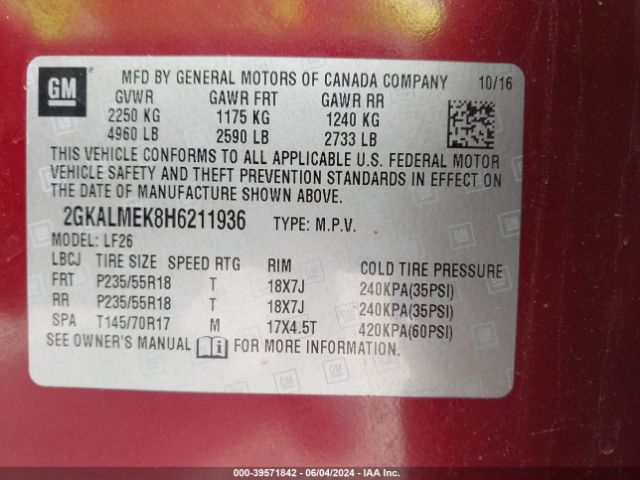 GM
MFD BY GENERAL MOTORS OF CANADA COMPANY 10/16
GVWR GAWR FRT GAWR RR
2250 KG 1175 KG 1240 KG
4960 LB 2590 LB 2733 LB
THIS VEHICLE CONFORMS TO ALL APPLICABLE U.S. FEDERAL MOTOR
VEHICLE SAFETY AND THEFT PREVENTION STANDARDS IN EFFECT ON
THE DATE OF MANUFACTURE SHOWN ABOVE.
2GKALMEK8H6211936 TYPE: M.P.V.
MODEL: LF26
LBCJ TIRE SIZE SPEED RTG RIM COLD TIRE PRESSURE
FRT P235/55R18 T 18X7J 240KPA(35PSI)
RR P235/55R18 T 18X7J 240KPA(35PSI)
SPA T145/70R17 M 17X4.5T 420KPA(60PSI)
SEE OWNER'S MANUAL i FOR MORE INFORMATION.
000-39571842 - 06/04/2024 - IAA Inc.